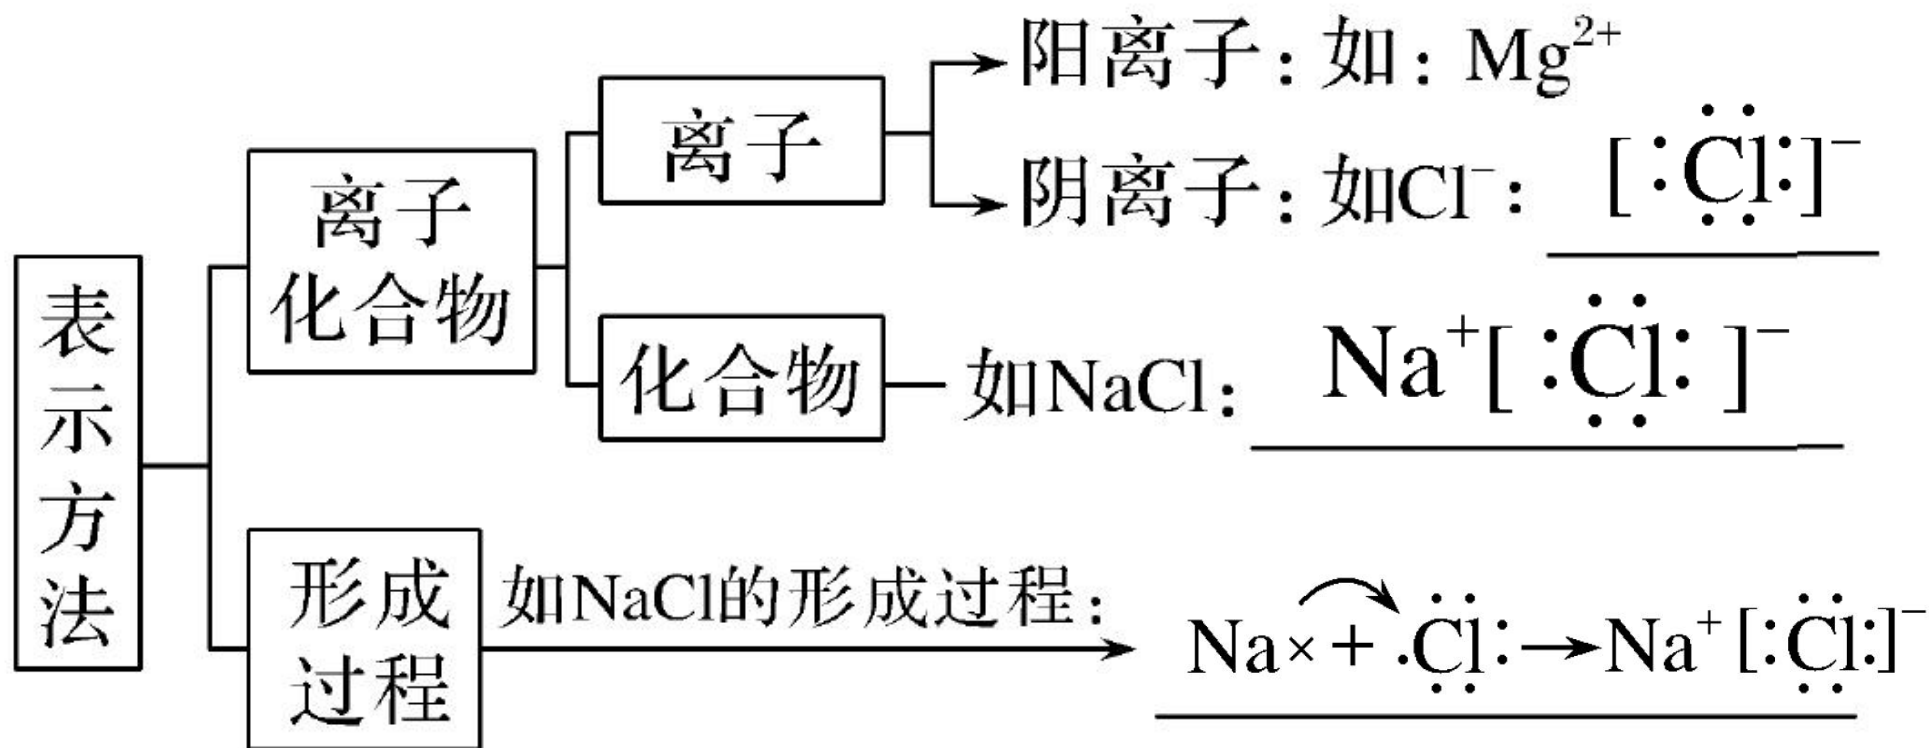 表示方法
离子
化合物
离子
阳离子：如：Mg²⁺
阴离子：如Cl⁻：[:Cl:]⁻
化合物
如NaCl：Na⁺[:Cl:]⁻
形成
过程
如NaCl的形成过程：
Na×+.Cl:→Na⁺[:Cl:]⁻